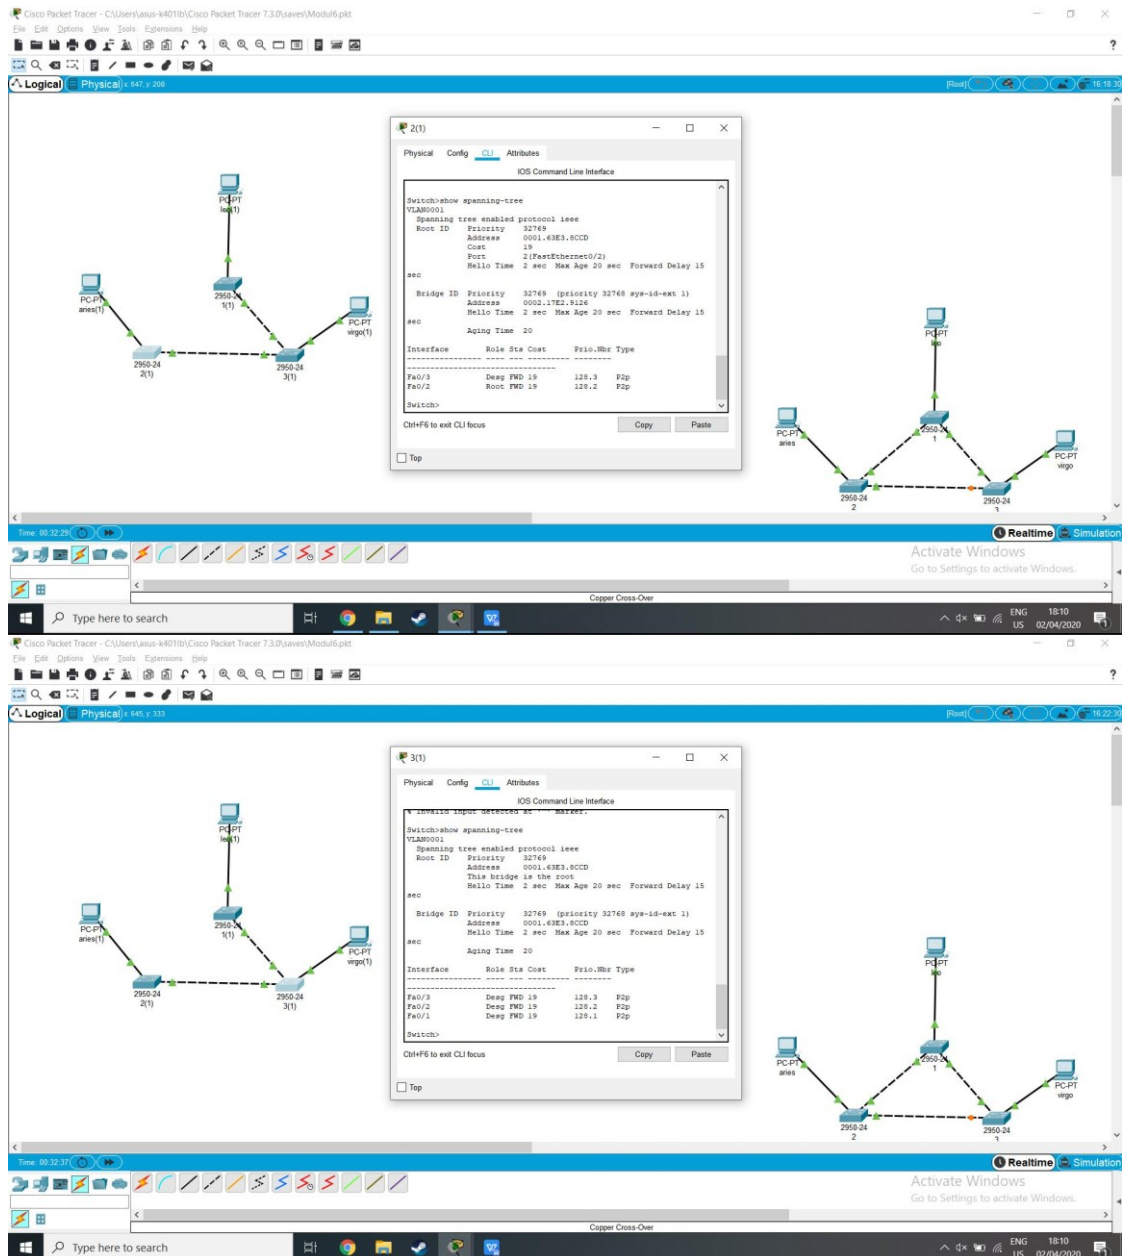 Cisco Packet Tracer - C:\Users\asus-k401lb\Cisco Packet Tracer 7.3.0\saves\Modul6.pkt
File Edit Options View Tools Extensions Help
?
Logical Physical x: 647, y: 208 [Root] 16:18:30
2(1)
Physical Config CLI Attributes
IOS Command Line Interface
Switch>show spanning-tree
VLAN0001
Spanning tree enabled protocol ieee
Root ID Priority 32769
Address 0001.63E3.8CCD
Cost 19
Port 2(FastEthernet0/2)
Hello Time 2 sec Max Age 20 sec Forward Delay 15
sec
Bridge ID Priority 32769 (priority 32768 sys-id-ext 1)
Address 0002.17E2.9126
Hello Time 2 sec Max Age 20 sec Forward Delay 15
sec
Aging Time 20
Interface Role Sts Cost Prio.Nbr Type
---------------- ---- --- --------- --------
--------------------------------
Fa0/3 Desg FWD 19 128.3 P2p
Fa0/2 Root FWD 19 128.2 P2p
Switch>
Ctrl+F6 to exit CLI focus Copy Paste
Top
PC-PT
leo(1)
2950-24
1(1)
PC-PT
aries(1)
PC-PT
virgo(1)
2950-24
2(1)
2950-24
3(1)
PC-PT
leo
2950-24
1
PC-PT
aries
PC-PT
virgo
2950-24
2
2950-24
3
Time: 00:32:29 Realtime Simulation
Activate Windows
Go to Settings to activate Windows.
Copper Cross-Over
Type here to search
ENG 18:10
US 02/04/2020
Cisco Packet Tracer - C:\Users\asus-k401lb\Cisco Packet Tracer 7.3.0\saves\Modul6.pkt
File Edit Options View Tools Extensions Help
?
Logical Physical x: 645, y: 333 [Root] 16:22:30
3(1)
Physical Config CLI Attributes
IOS Command Line Interface
% Invalid input detected at '^' marker.
Switch>show spanning-tree
VLAN0001
Spanning tree enabled protocol ieee
Root ID Priority 32769
Address 0001.63E3.8CCD
This bridge is the root
Hello Time 2 sec Max Age 20 sec Forward Delay 15
sec
Bridge ID Priority 32769 (priority 32768 sys-id-ext 1)
Address 0001.63E3.8CCD
Hello Time 2 sec Max Age 20 sec Forward Delay 15
sec
Aging Time 20
Interface Role Sts Cost Prio.Nbr Type
---------------- ---- --- --------- --------
--------------------------------
Fa0/3 Desg FWD 19 128.3 P2p
Fa0/2 Desg FWD 19 128.2 P2p
Fa0/1 Desg FWD 19 128.1 P2p
Switch>
Ctrl+F6 to exit CLI focus Copy Paste
Top
PC-PT
leo(1)
2950-24
1(1)
PC-PT
aries(1)
PC-PT
virgo(1)
2950-24
2(1)
2950-24
3(1)
PC-PT
leo
2950-24
1
PC-PT
aries
PC-PT
virgo
2950-24
2
2950-24
3
Time: 00:32:37 Realtime Simulation
Activate Windows
Go to Settings to activate Windows.
Copper Cross-Over
Type here to search
ENG 18:10
US 02/04/2020